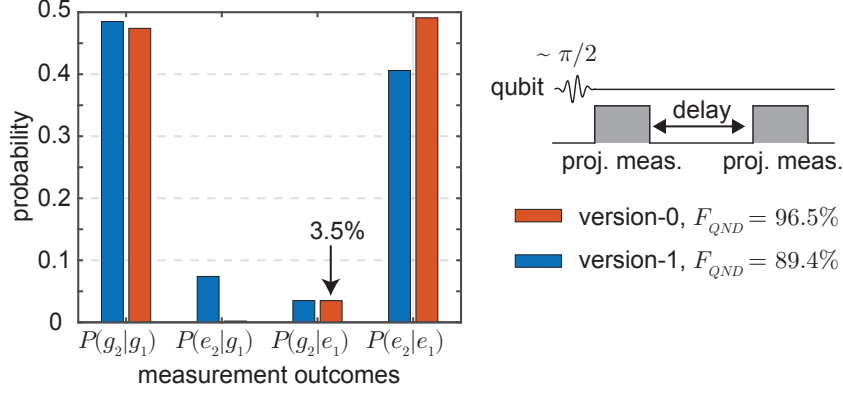 0.5
0.4
0.3
0.2
0.1
0
probability
3.5%
P(g₂|g₁) P(e₂|g₁) P(g₂|e₁) P(e₂|e₁)
measurement outcomes
~ π/2
qubit
delay
proj. meas. proj. meas.
version-0, F_QND = 96.5%
version-1, F_QND = 89.4%